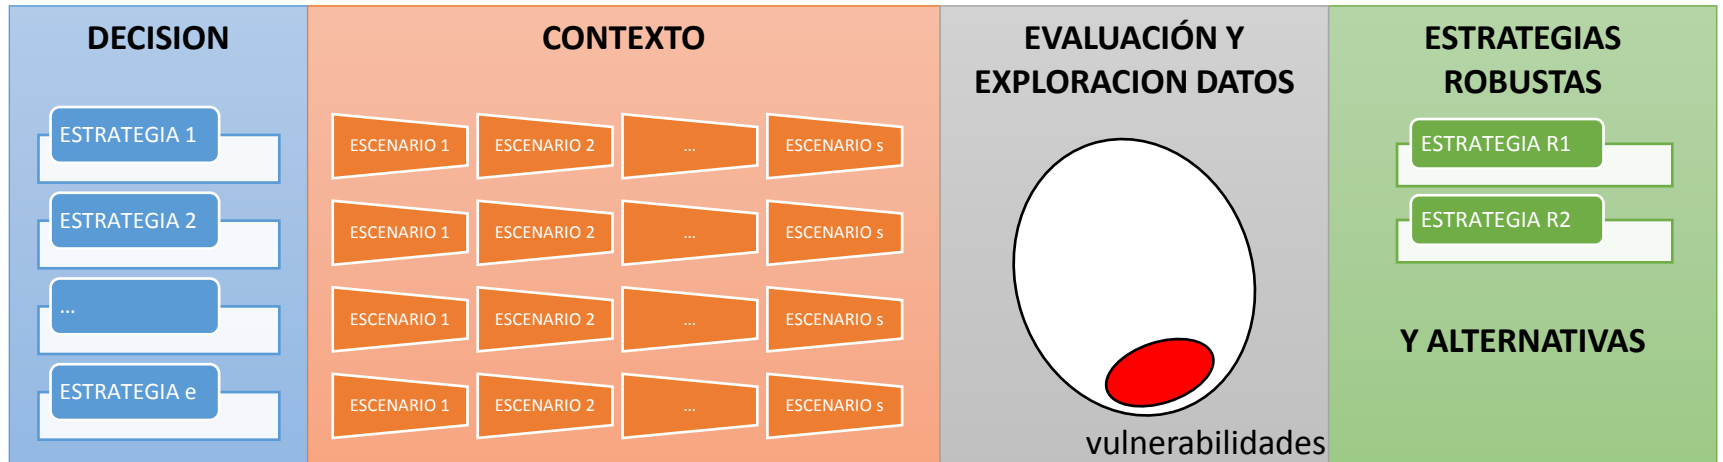 DECISION
ESTRATEGIA 1
ESTRATEGIA 2
...
ESTRATEGIA e
CONTEXTO
ESCENARIO 1
ESCENARIO 2
...
ESCENARIO s
ESCENARIO 1
ESCENARIO 2
...
ESCENARIO s
ESCENARIO 1
ESCENARIO 2
...
ESCENARIO s
ESCENARIO 1
ESCENARIO 2
...
ESCENARIO s
EVALUACIÓN Y
EXPLORACION DATOS
vulnerabilidades
ESTRATEGIAS
ROBUSTAS
ESTRATEGIA R1
ESTRATEGIA R2
Y ALTERNATIVAS